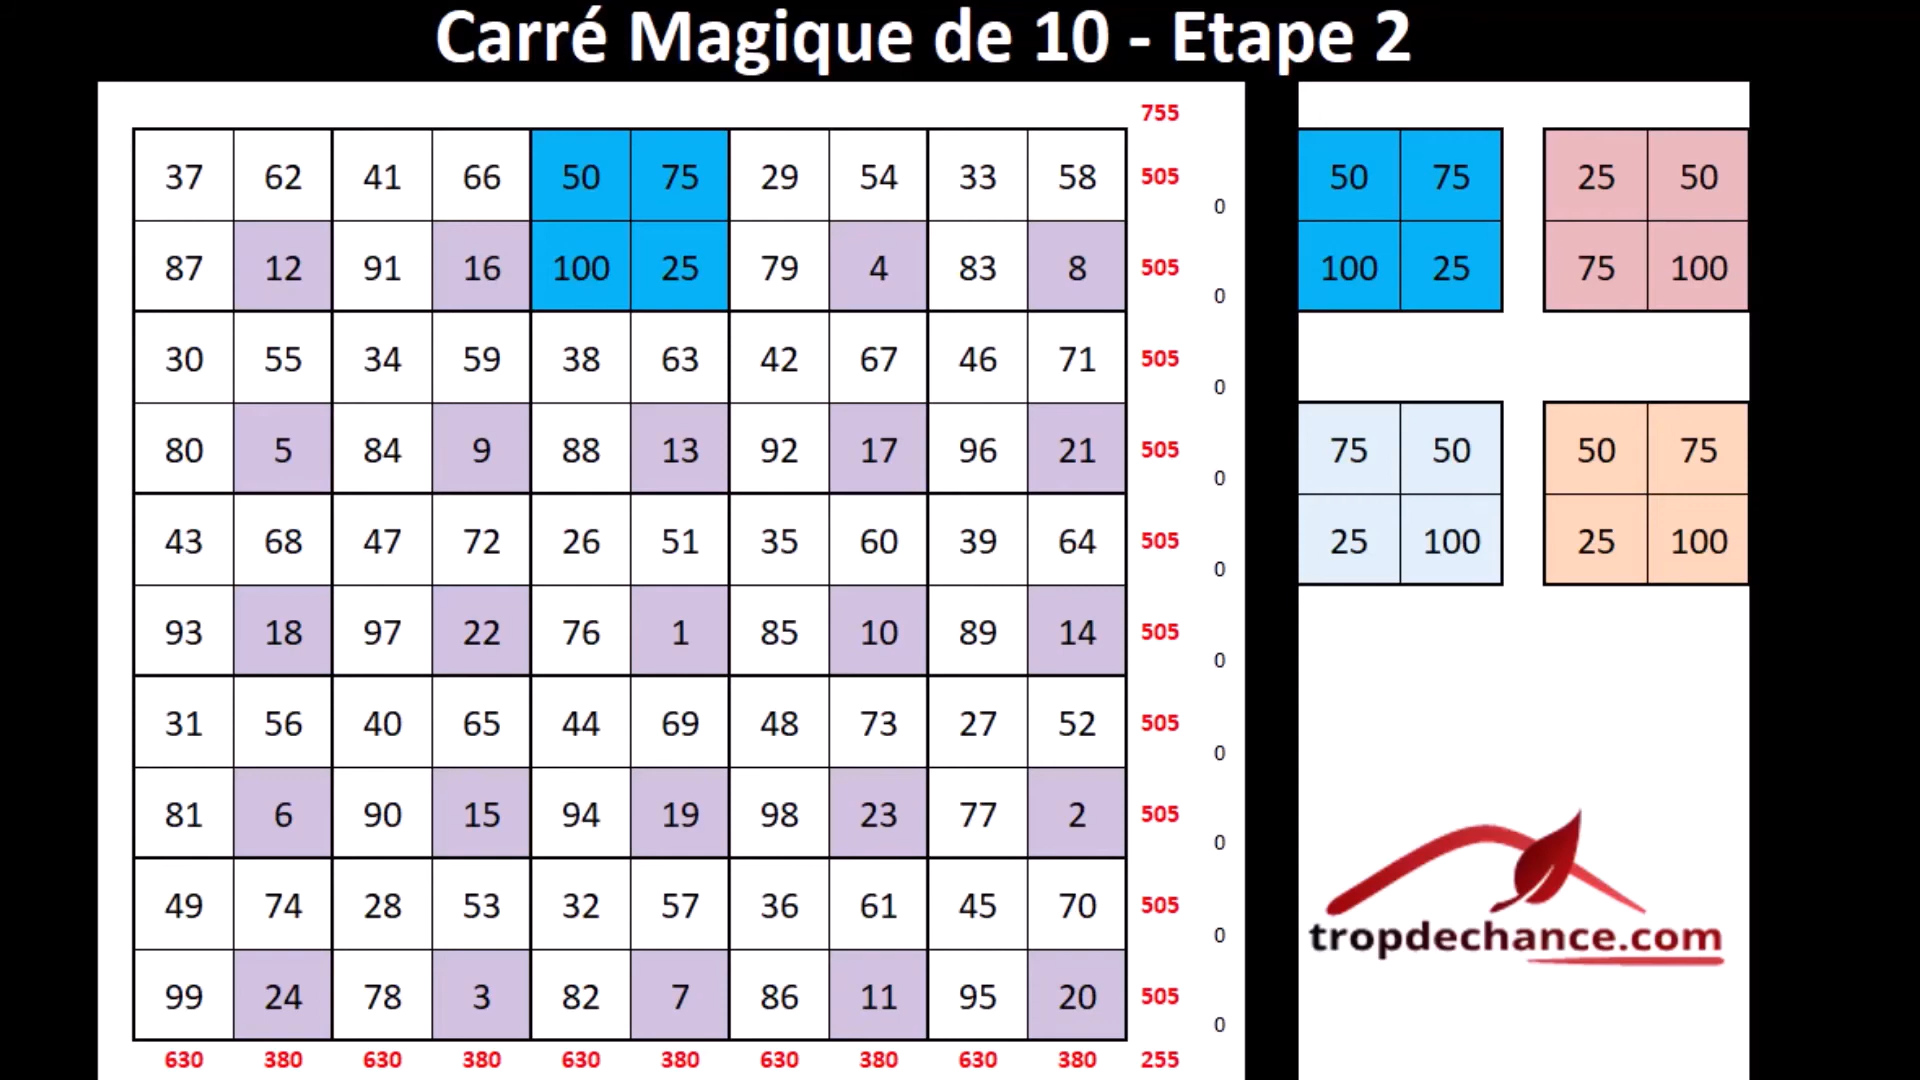 Carré Magique de 10 - Etape 2
755
37 62 41 66 50 75 29 54 33 58 505 50 75 25 50
0
87 12 91 16 100 25 79 4 83 8 505 100 25 75 100
0
30 55 34 59 38 63 42 67 46 71 505
0
80 5 84 9 88 13 92 17 96 21 505 75 50 50 75
0
43 68 47 72 26 51 35 60 39 64 505 25 100 25 100
0
93 18 97 22 76 1 85 10 89 14 505
0
31 56 40 65 44 69 48 73 27 52 505
0
81 6 90 15 94 19 98 23 77 2 505
0
49 74 28 53 32 57 36 61 45 70 505
0
tropdechance.com
99 24 78 3 82 7 86 11 95 20 505
0
630 380 630 380 630 380 630 380 630 380 255